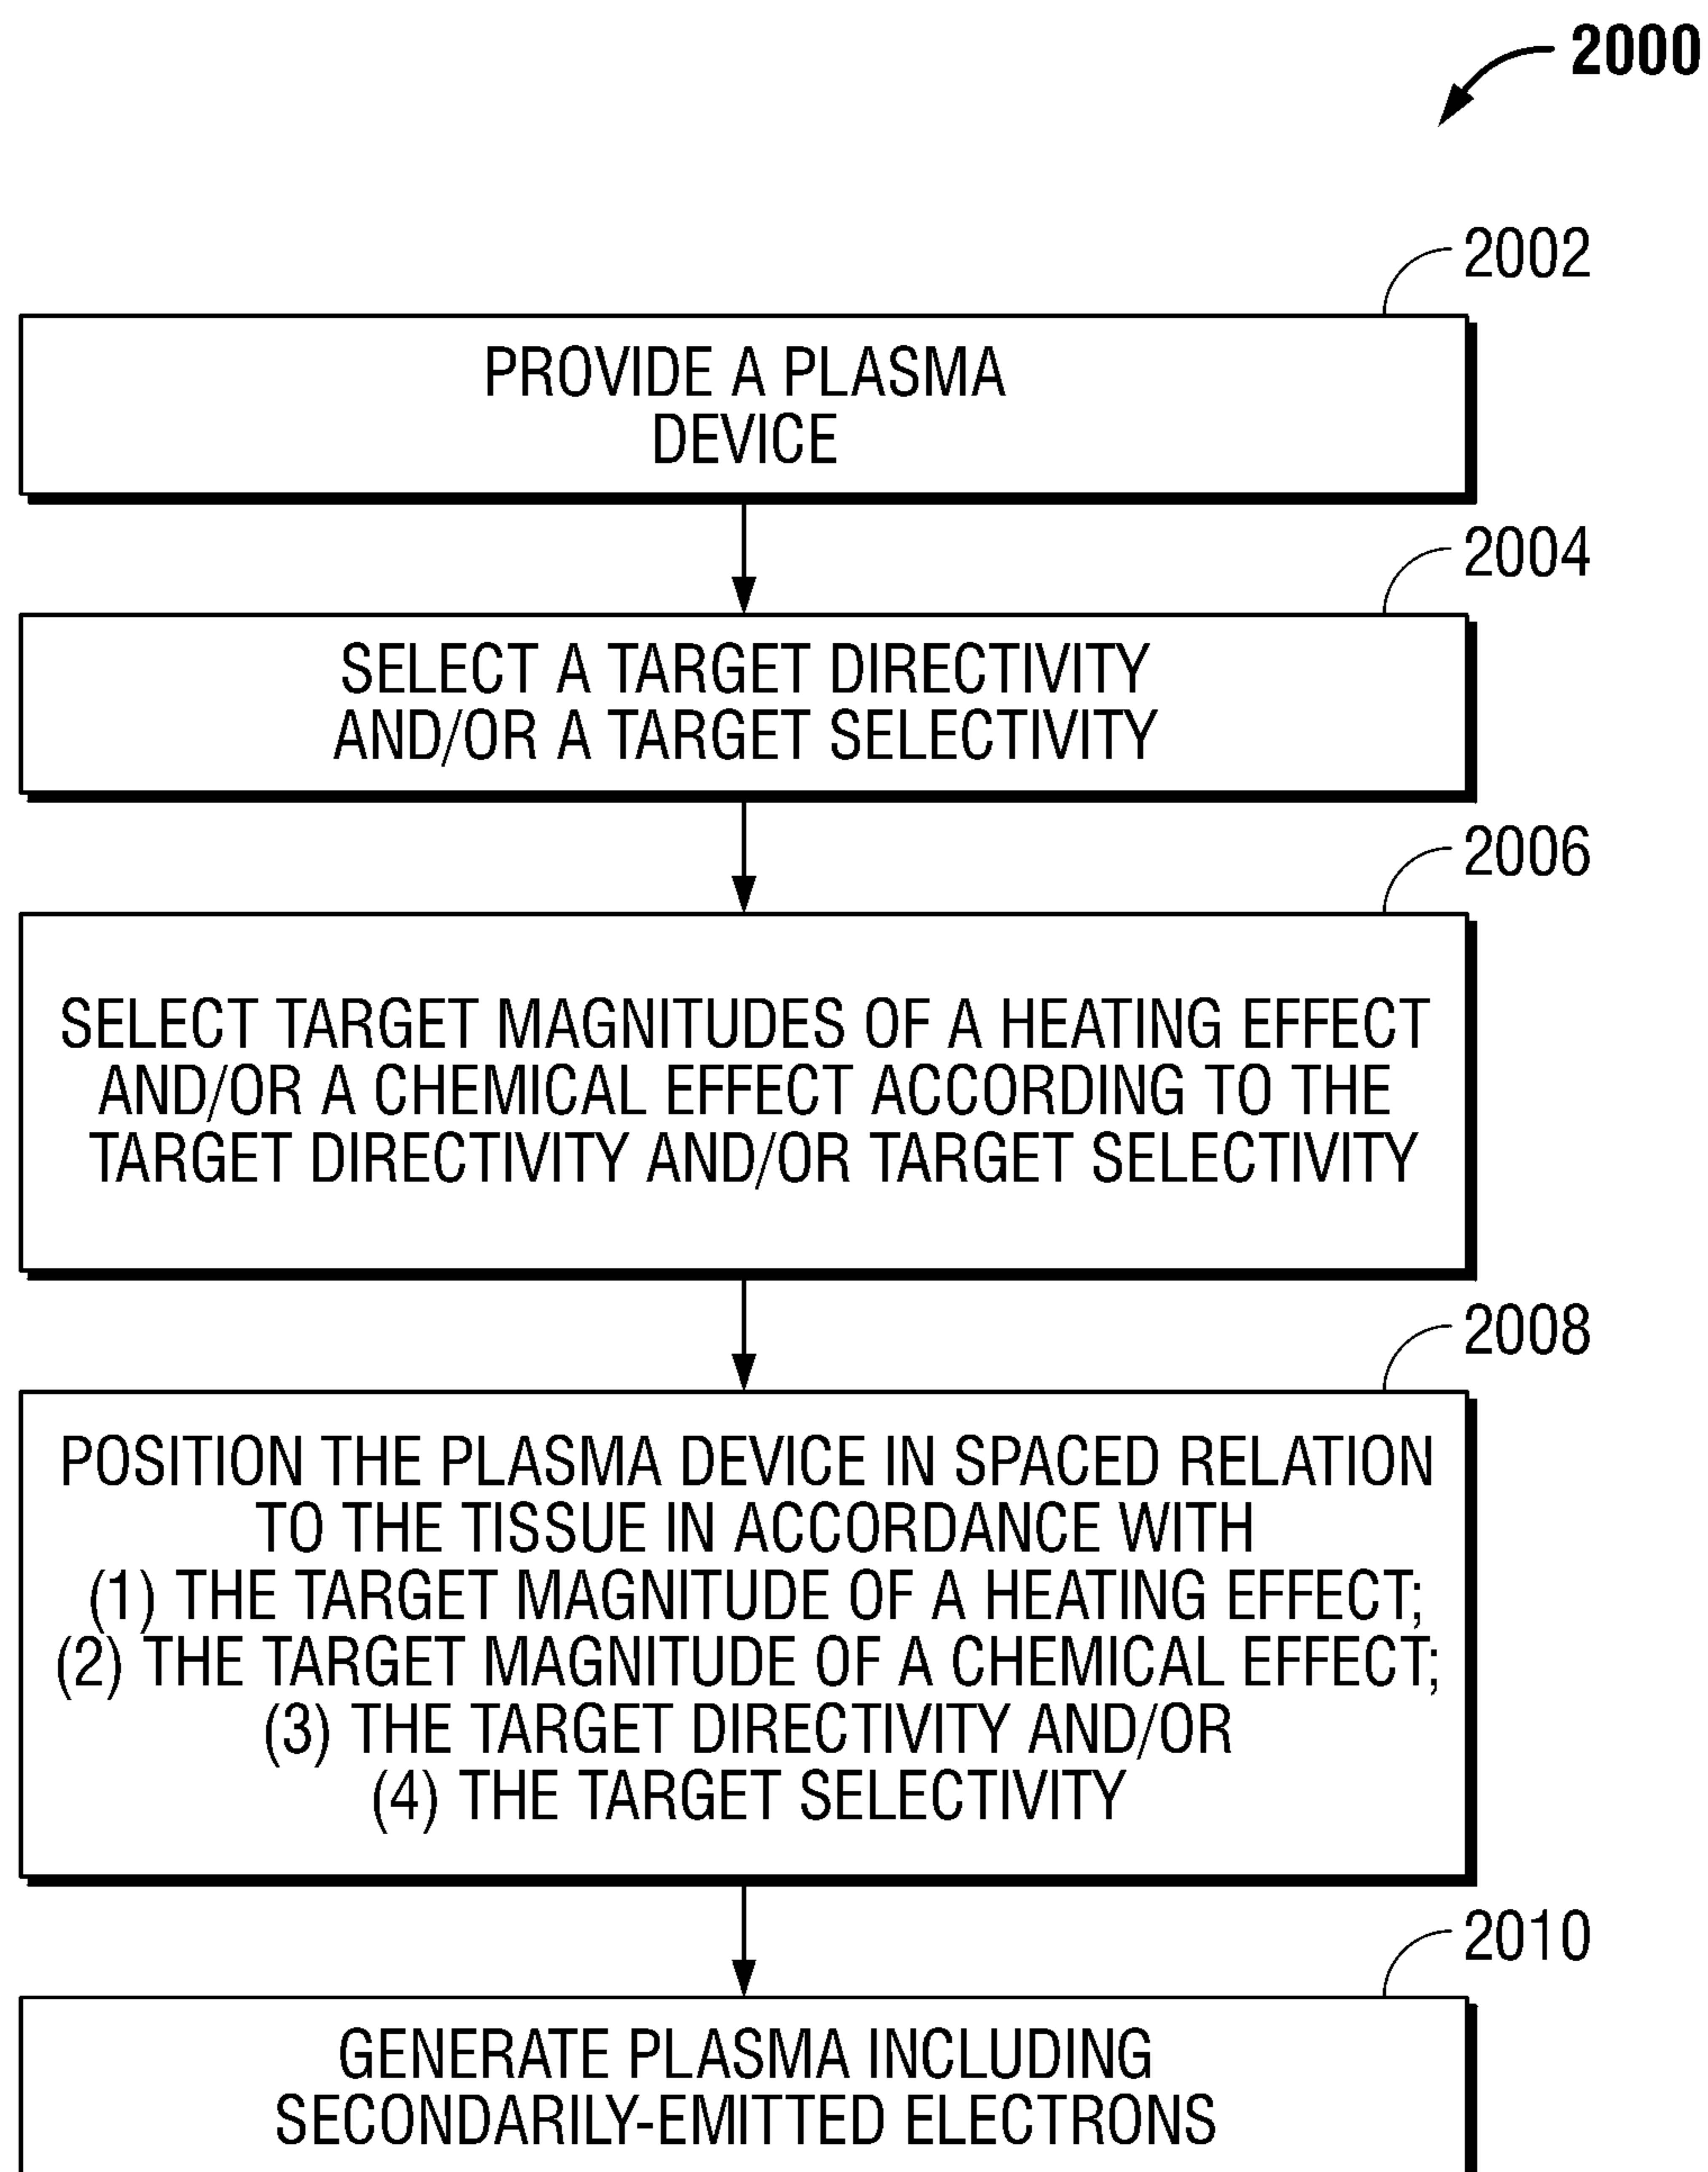 2000
2002
PROVIDE A PLASMA
DEVICE
2004
SELECT A TARGET DIRECTIVITY
AND/OR A TARGET SELECTIVITY
2006
SELECT TARGET MAGNITUDES OF A HEATING EFFECT
AND/OR A CHEMICAL EFFECT ACCORDING TO THE
TARGET DIRECTIVITY AND/OR TARGET SELECTIVITY
2008
POSITION THE PLASMA DEVICE IN SPACED RELATION
TO THE TISSUE IN ACCORDANCE WITH
(1) THE TARGET MAGNITUDE OF A HEATING EFFECT;
(2) THE TARGET MAGNITUDE OF A CHEMICAL EFFECT;
(3) THE TARGET DIRECTIVITY AND/OR
(4) THE TARGET SELECTIVITY
2010
GENERATE PLASMA INCLUDING
SECONDARILY-EMITTED ELECTRONS